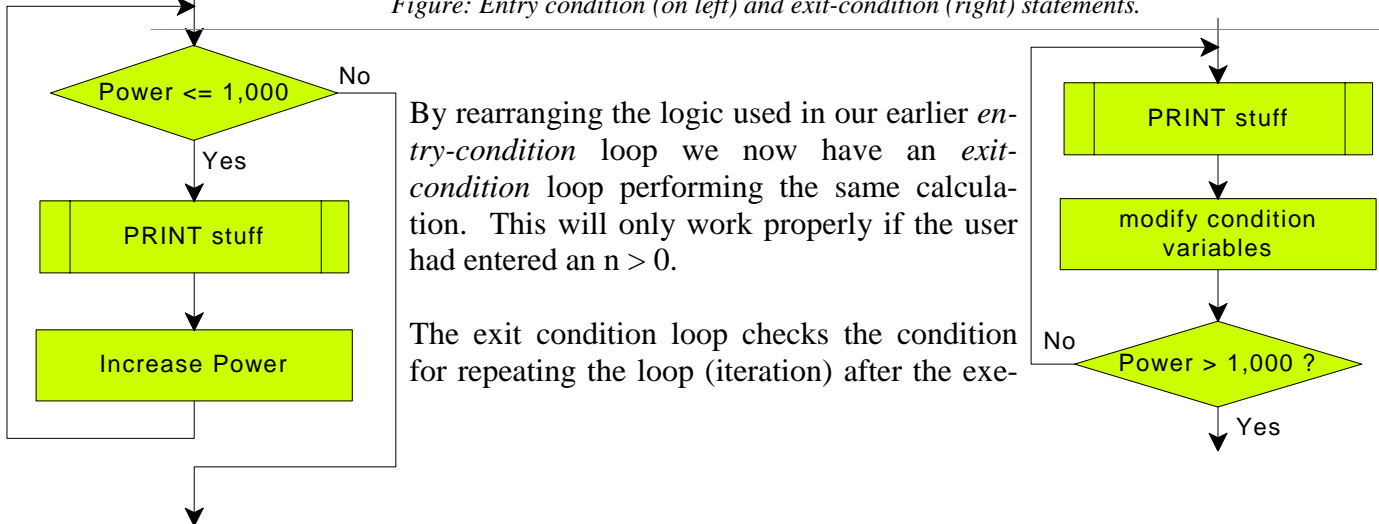 Figure: Entry condition (on left) and exit-condition (right) statements.
Power <= 1,000
No
Yes
PRINT stuff
Increase Power
By rearranging the logic used in our earlier en-
try-condition loop we now have an exit-
condition loop performing the same calcula-
tion. This will only work properly if the user
had entered an n > 0.
The exit condition loop checks the condition
for repeating the loop (iteration) after the exe-
PRINT stuff
modify condition
variables
No
Power > 1,000 ?
Yes